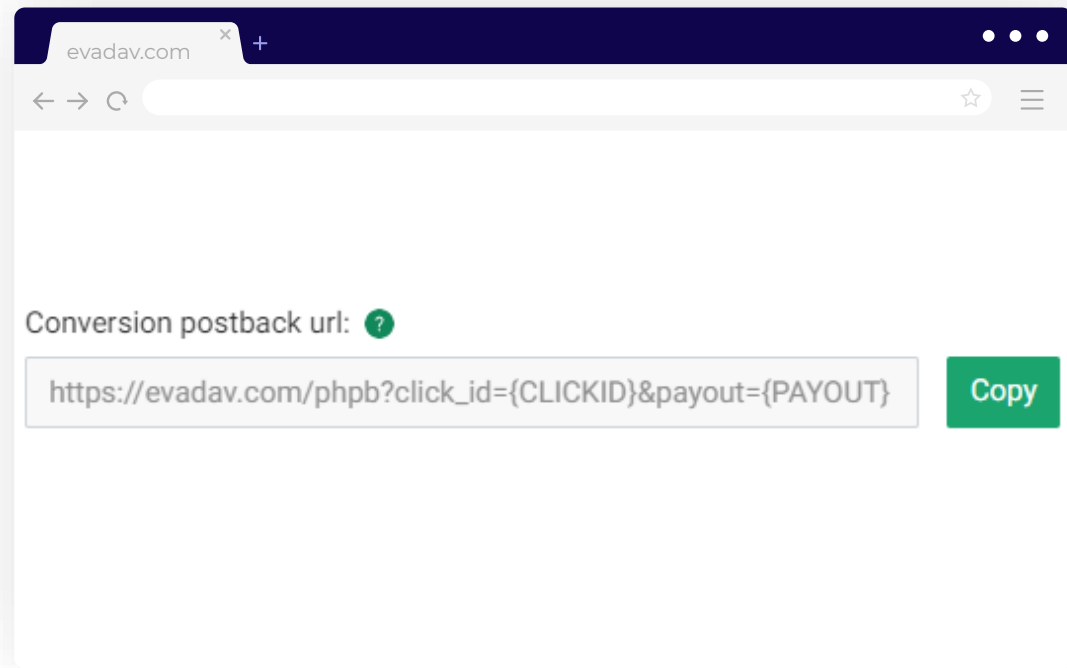 evadav.com
Conversion postback url:
https://evadav.com/phpb?click_id={CLICKID}&payout={PAYOUT}
Copy